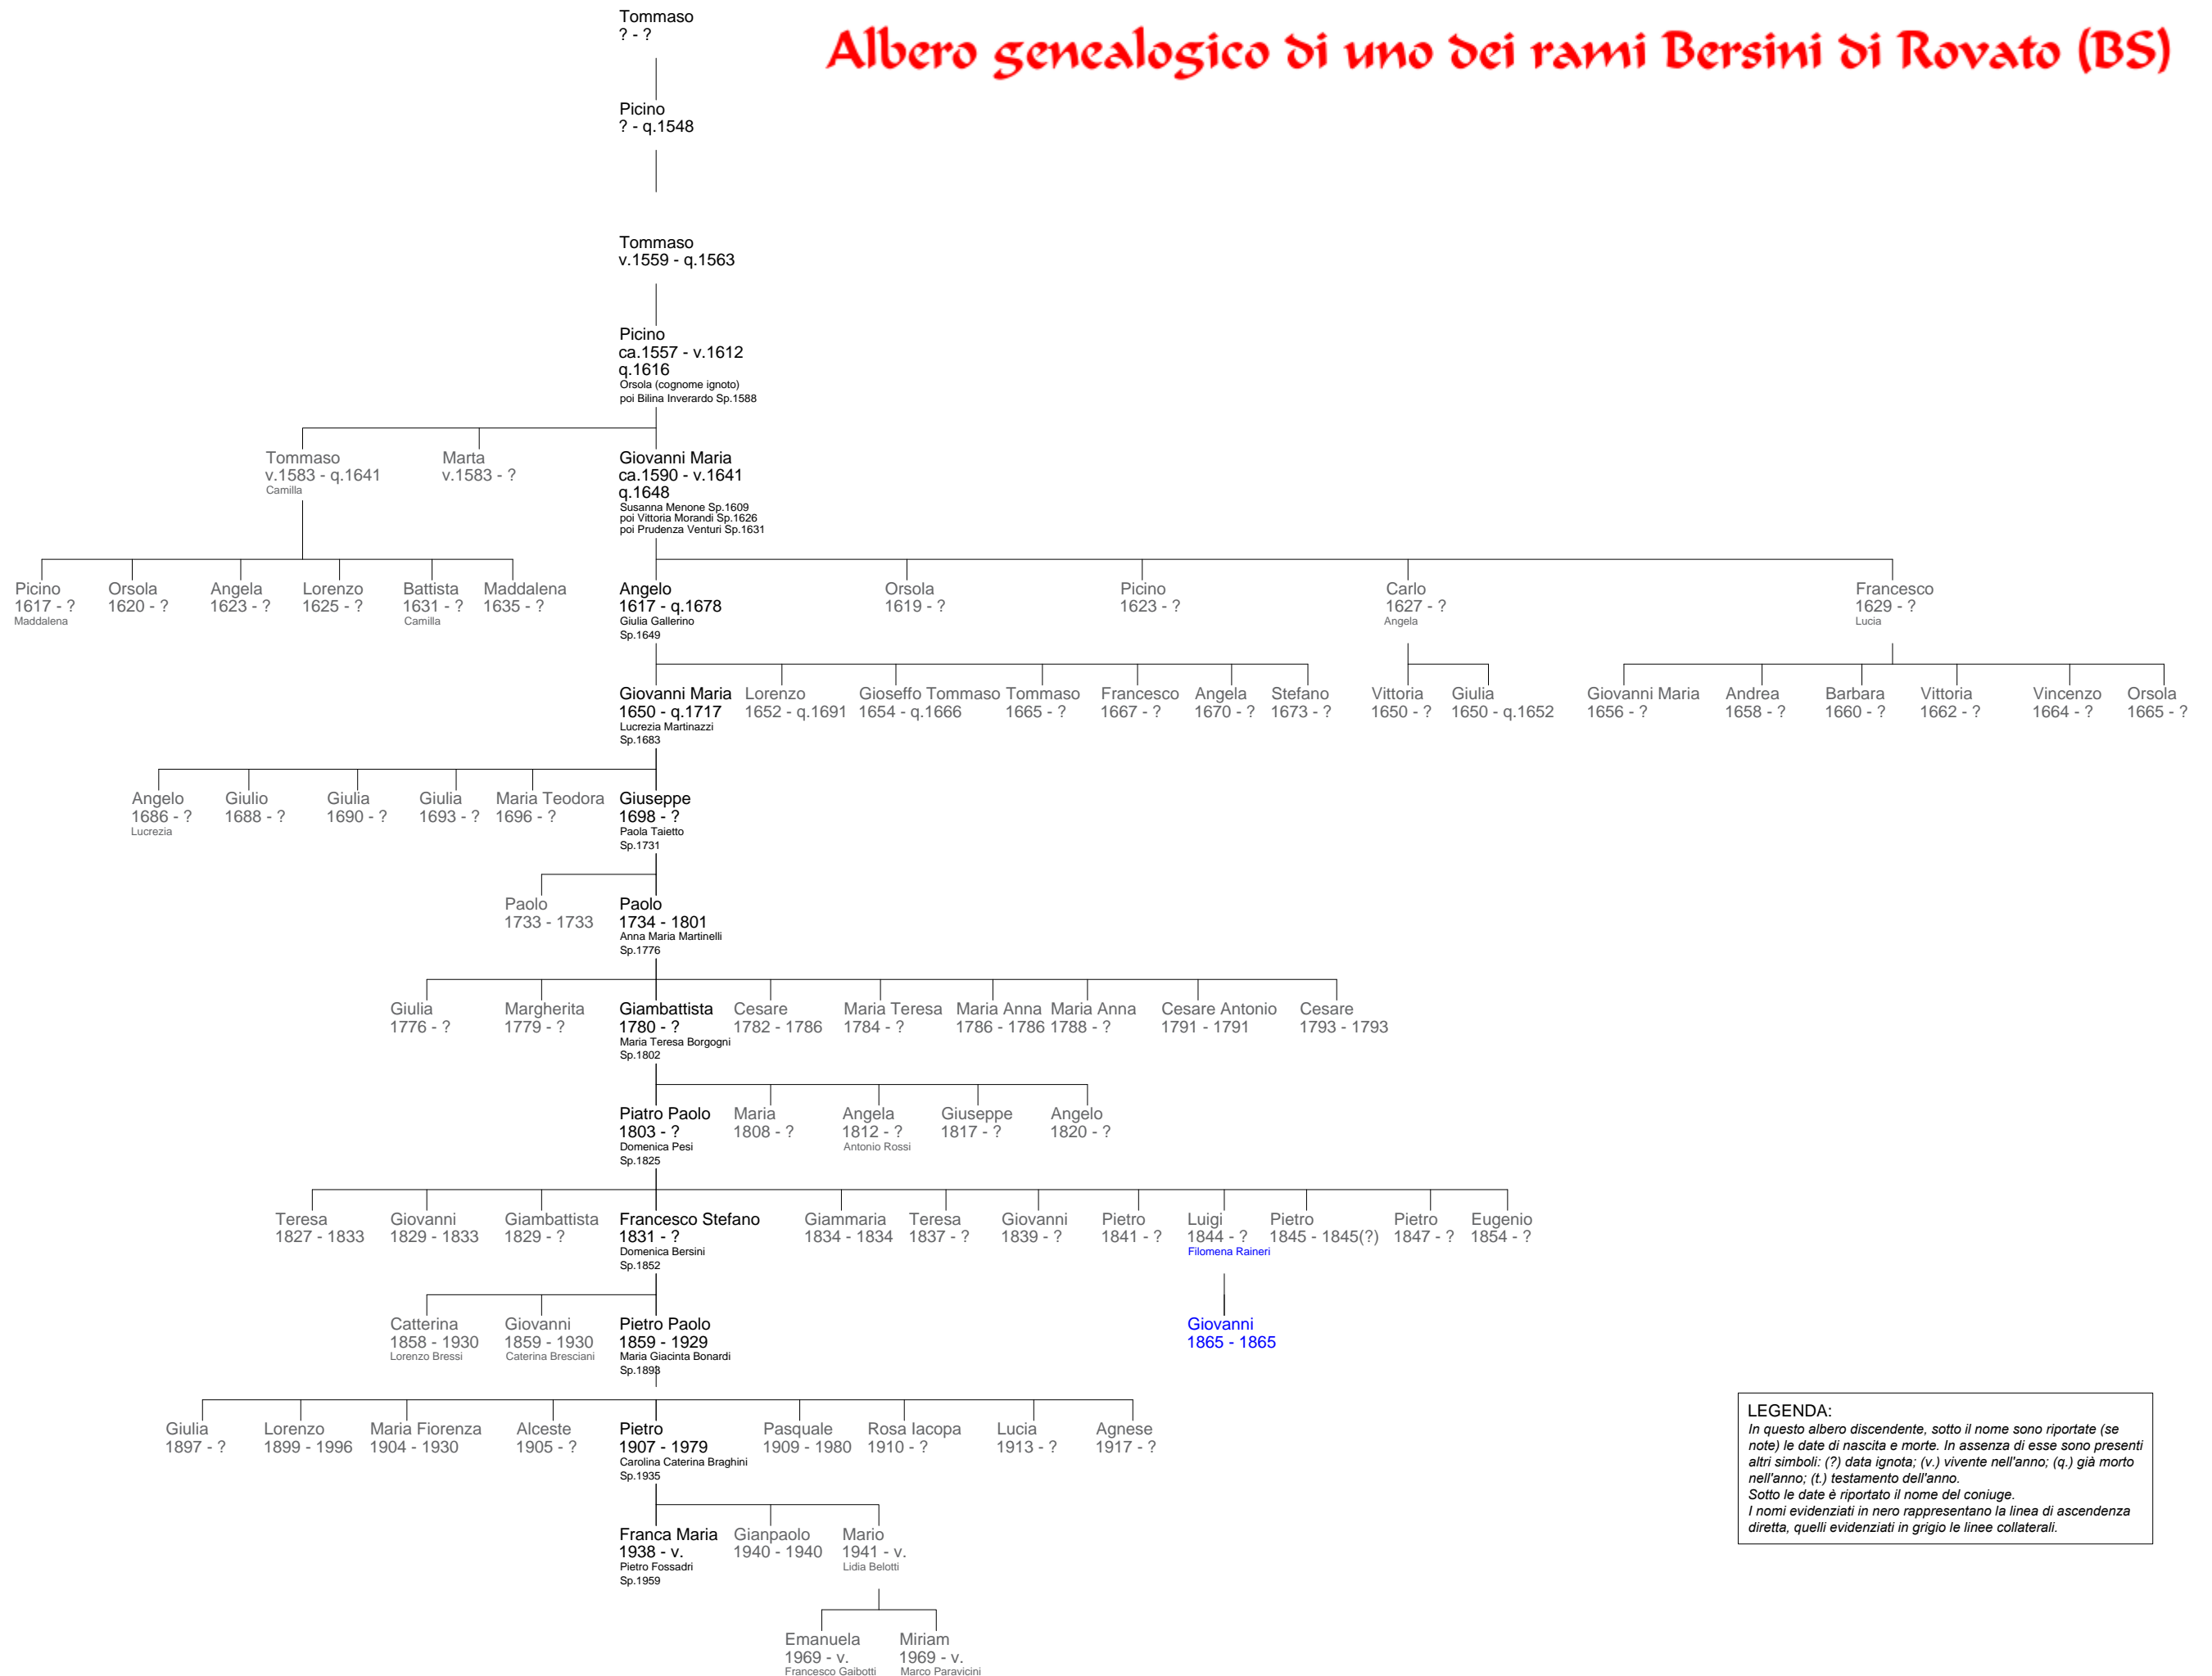 Albero genealogico di uno dei rami Bersini di Rovato (BS)
Tommaso
? - ?
Picino
? - q.1548
Tommaso
v.1559 - q.1563
Picino
ca.1557 - v.1612
q.1616
Orsola (cognome ignoto)
poi Bilina Inverardo Sp.1588
Tommaso
v.1583 - q.1641
Camilla
Marta
v.1583 - ?
Giovanni Maria
ca.1590 - v.1641
q.1648
Susanna Menone Sp.1609
poi Vittoria Morandi Sp.1626
poi Prudenza Venturi Sp.1631
Picino
1617 - ?
Maddalena
Orsola
1620 - ?
Angela
1623 - ?
Lorenzo
1625 - ?
Battista
1631 - ?
Camilla
Maddalena
1635 - ?
Angelo
1617 - q.1678
Giulia Gallerino
Sp.1649
Orsola
1619 - ?
Picino
1623 - ?
Carlo
1627 - ?
Angela
Francesco
1629 - ?
Lucia
Giovanni Maria
1650 - q.1717
Lucrezia Martinazzi
Sp.1683
Lorenzo
1652 - q.1691
Gioseffo Tommaso
1654 - q.1666
Tommaso
1665 - ?
Francesco
1667 - ?
Angela
1670 - ?
Stefano
1673 - ?
Vittoria
1650 - ?
Giulia
1650 - q.1652
Giovanni Maria
1656 - ?
Andrea
1658 - ?
Barbara
1660 - ?
Vittoria
1662 - ?
Vincenzo
1664 - ?
Orsola
1665 - ?
Angelo
1686 - ?
Lucrezia
Giulio
1688 - ?
Giulia
1690 - ?
Giulia
1693 - ?
Maria Teodora
1696 - ?
Giuseppe
1698 - ?
Paola Taietto
Sp.1731
Paolo
1733 - 1733
Paolo
1734 - 1801
Anna Maria Martinelli
Sp.1776
Giulia
1776 - ?
Margherita
1779 - ?
Giambattista
1780 - ?
Maria Teresa Borgogni
Sp.1802
Cesare
1782 - 1786
Maria Teresa
1784 - ?
Maria Anna
1786 - 1786
Maria Anna
1788 - ?
Cesare Antonio
1791 - 1791
Cesare
1793 - 1793
Piatro Paolo
1803 - ?
Domenica Pesi
Sp.1825
Maria
1808 - ?
Angela
1812 - ?
Antonio Rossi
Giuseppe
1817 - ?
Angelo
1820 - ?
Teresa
1827 - 1833
Giovanni
1829 - 1833
Giambattista
1829 - ?
Francesco Stefano
1831 - ?
Domenica Bersini
Sp.1852
Giammaria
1834 - 1834
Teresa
1837 - ?
Giovanni
1839 - ?
Pietro
1841 - ?
Luigi
1844 - ?
Filomena Raineri
Pietro
1845 - 1845(?)
Pietro
1847 - ?
Eugenio
1854 - ?
Catterina
1858 - 1930
Lorenzo Bressi
Giovanni
1859 - 1930
Caterina Bresciani
Pietro Paolo
1859 - 1929
Maria Giacinta Bonardi
Sp.1893
Giovanni
1865 - 1865
Giulia
1897 - ?
Lorenzo
1899 - 1996
Maria Fiorenza
1904 - 1930
Alceste
1905 - ?
Pietro
1907 - 1979
Carolina Caterina Braghini
Sp.1935
Pasquale
1909 - 1980
Rosa Iacopa
1910 - ?
Lucia
1913 - ?
Agnese
1917 - ?
Franca Maria
1938 - v.
Pietro Fossadri
Sp.1959
Gianpaolo
1940 - 1940
Mario
1941 - v.
Lidia Belotti
Emanuela
1969 - v.
Francesco Gaibotti
Miriam
1969 - v.
Marco Paravicini
LEGENDA:
In questo albero discendente, sotto il nome sono riportate (se
note) le date di nascita e morte. In assenza di esse sono presenti
altri simboli: (?) data ignota; (v.) vivente nell'anno; (q.) già morto
nell'anno; (t.) testamento dell'anno.
Sotto le date è riportato il nome del coniuge.
I nomi evidenziati in nero rappresentano la linea di ascendenza
diretta, quelli evidenziati in grigio le linee collaterali.